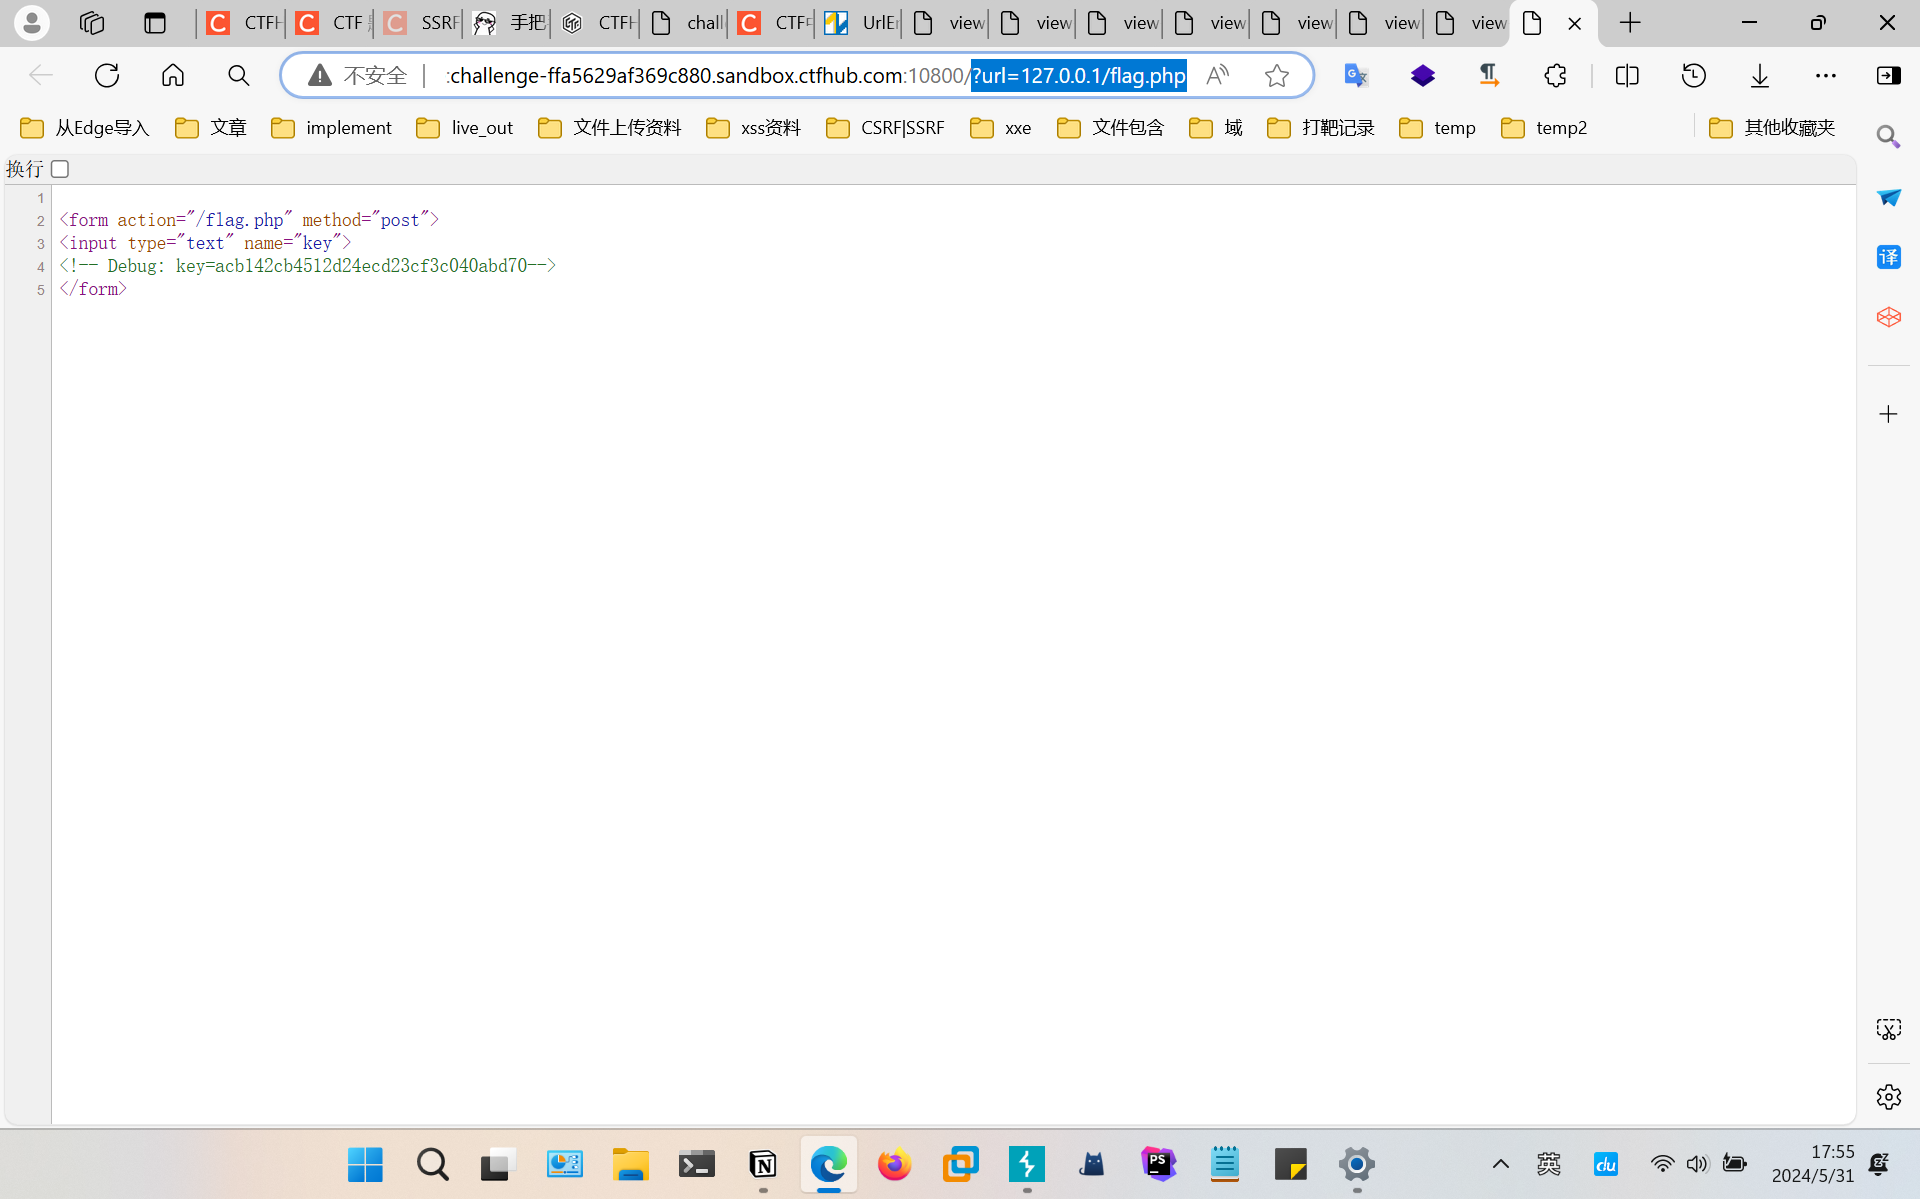 CTFH CTF SSRF 手把 CTFH chall CTF UrlEn view view view view view view view
不安全 :challenge-ffa5629af369c880.sandbox.ctfhub.com:10800/?url=127.0.0.1/flag.php
从Edge导入 文章 implement live_out 文件上传资料 xss资料 CSRF|SSRF xxe 文件包含 域 打靶记录 temp temp2 其他收藏夹
换行
1
2 <form action="/flag.php" method="post">
3 <input type="text" name="key">
4 <!-- Debug: key=acb142cb4512d24ecd23cf3c040abd70-->
5 </form>
译
英 du 17:55
2024/5/31